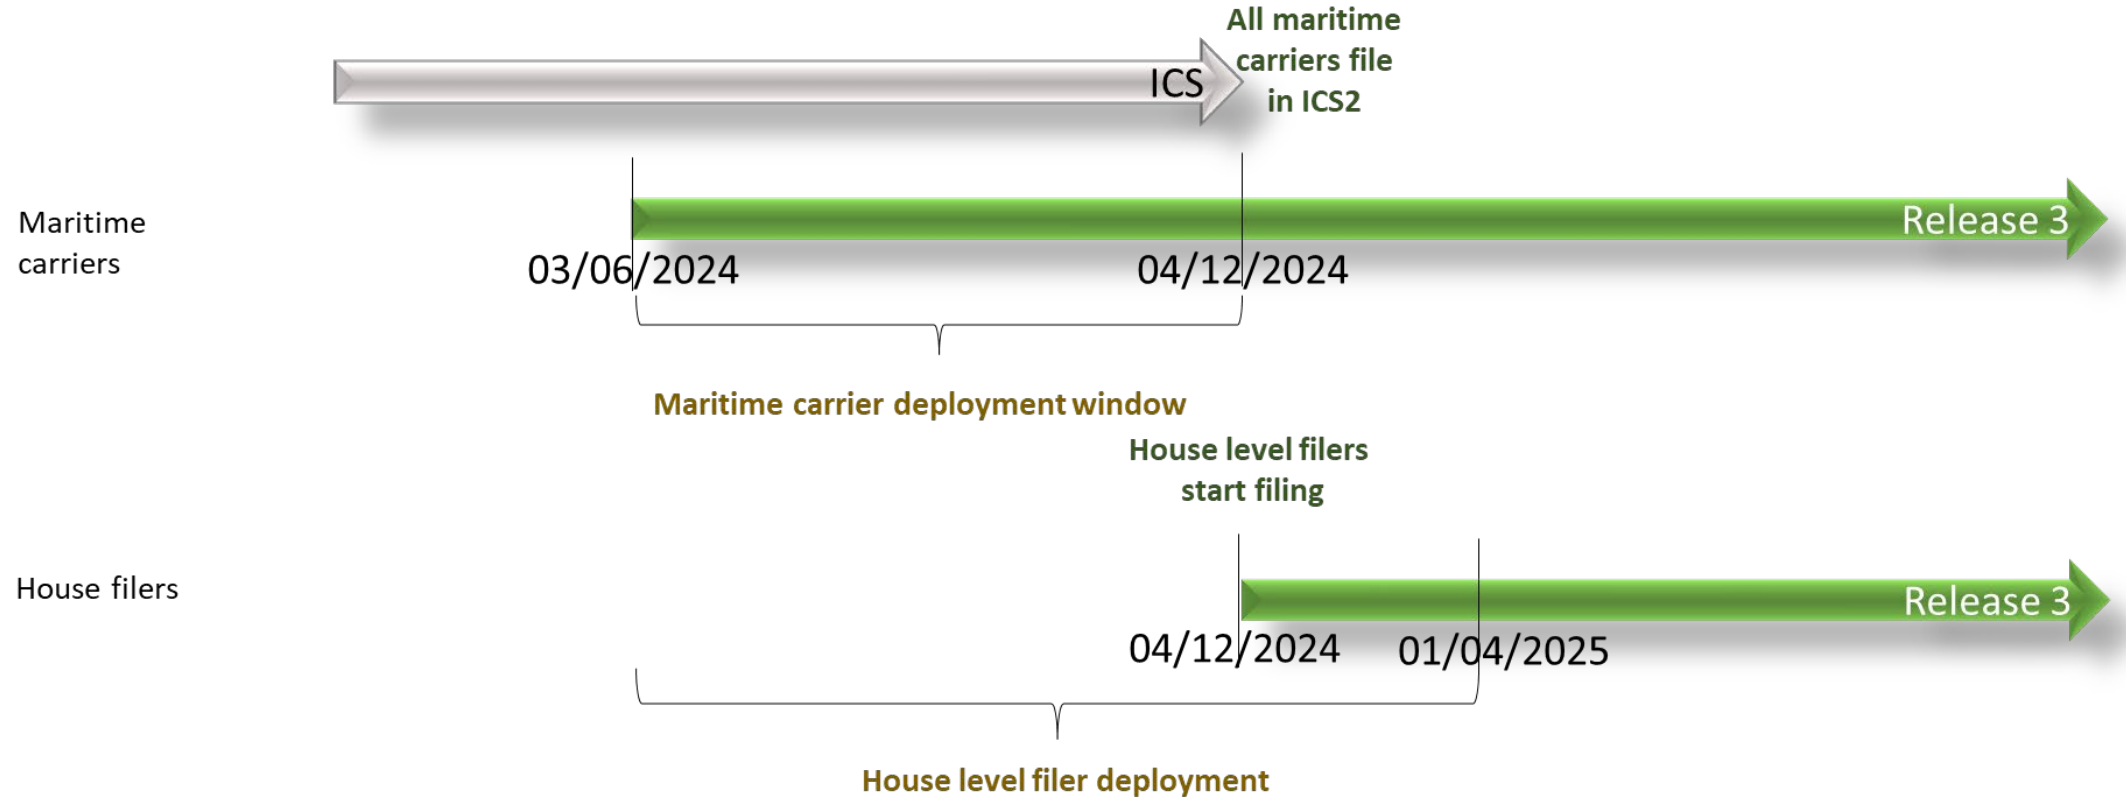 All maritime
carriers file
in ICS2
ICS
Maritime
carriers
Release 3
03/06/2024
04/12/2024
Maritime carrier deployment window
House level filers
start filing
House filers
Release 3
04/12/2024
01/04/2025
House level filer deployment